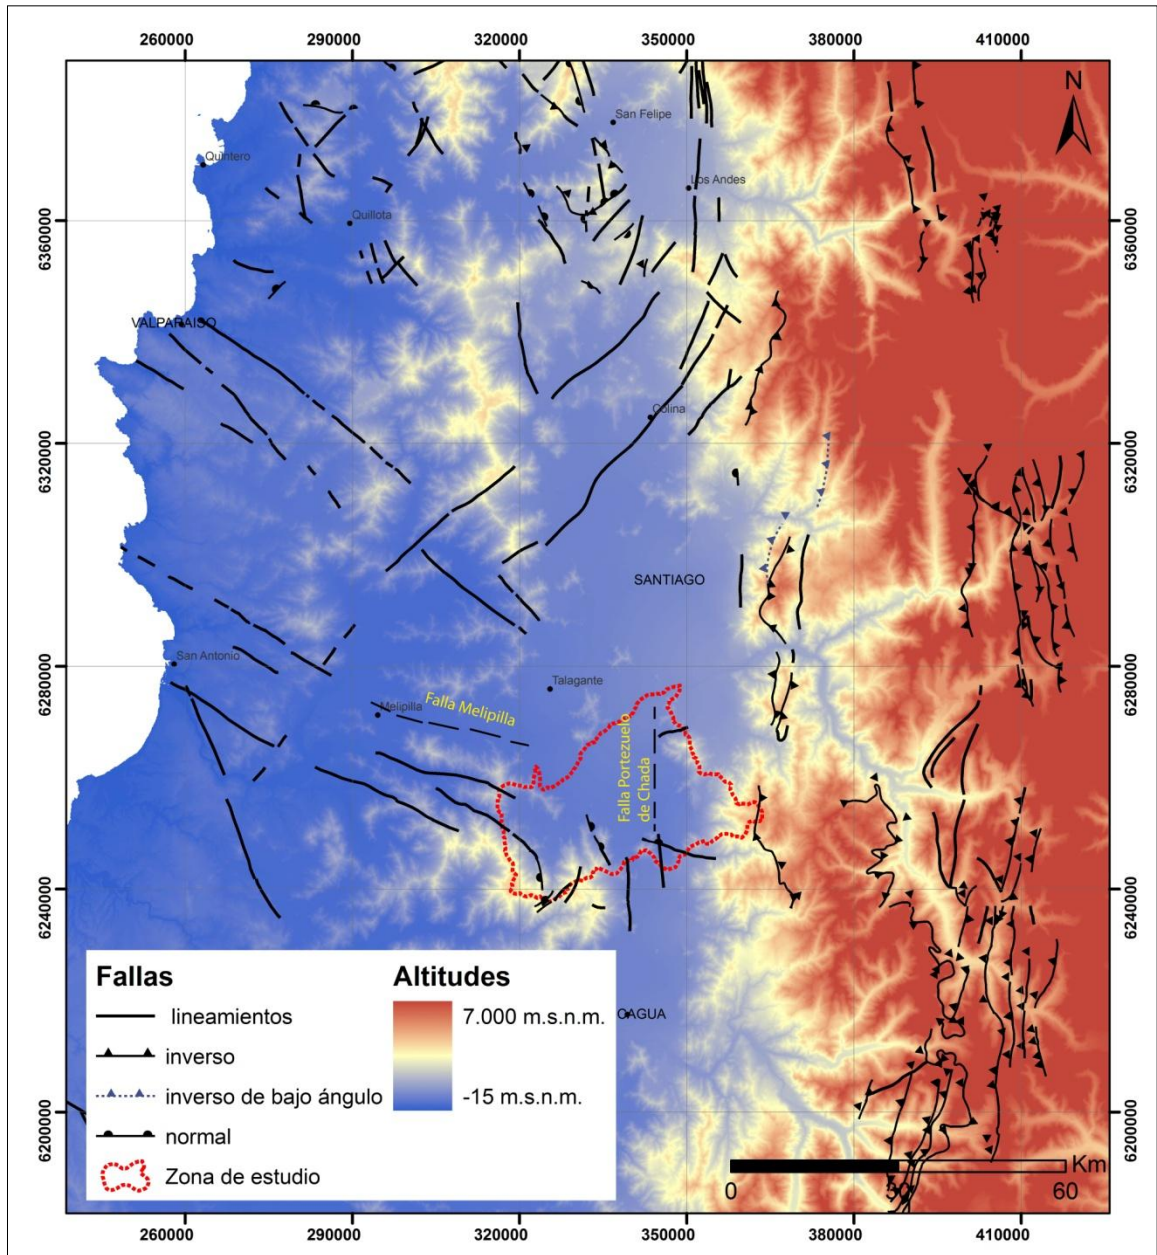 260000 290000 320000 350000 380000 410000
N
San Felipe
Quintero
Los Andes
Quillota
6360000 6360000
VALPARAISO
Colina
6320000 6320000
SANTIAGO
San Antonio
6280000 6280000
Talagante
Falla Melipilla
Melipilla
Falla Portezuelo
de Chada
6240000 6240000
Fallas
lineamientos
inverso
inverso de bajo ángulo
normal
Zona de estudio
Altitudes
7.000 m.s.n.m.
-15 m.s.n.m.
CAGUA
6200000 6200000
Km
0 30 60
260000 290000 320000 350000 380000 410000